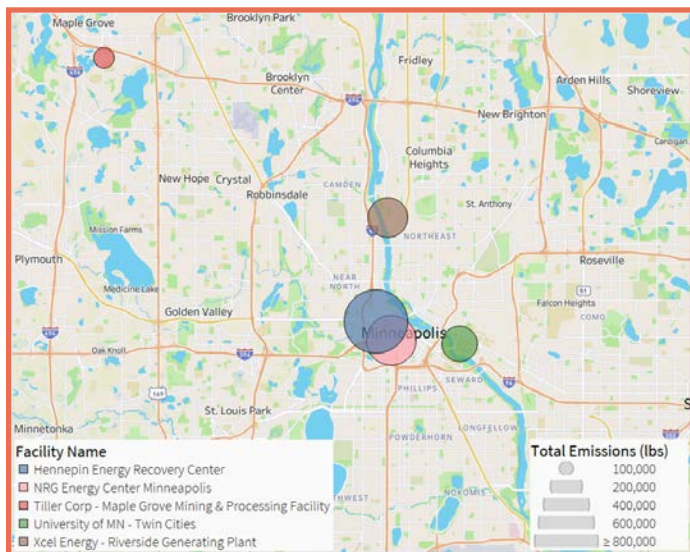 Maple Grove
Brooklyn Park
Fridley
Brooklyn
Center
Arden Hills
Shoreview
New Brighton
Columbia
Heights
New Hope
Crystal
CAMDEN
Robbinsdale
St. Anthony
Mission Farms
NORTHEAST
Plymouth
Roseville
NEAR
NORTH
Medicine Lake
51
Golden Valley
Falcon Heights
COMO
Minneapolis
Oak Knoll
394
SEWARD
94
PHILLIPS
169
St. Louis Park
LONGFELLOW
Minnetonka
POWDERHORN
NOKOMIS
Facility Name
Hennepin Energy Recovery Center
NRG Energy Center Minneapolis
Tiller Corp - Maple Grove Mining & Processing Facility
University of MN - Twin Cities
Xcel Energy - Riverside Generating Plant
Total Emissions (lbs)
100,000
200,000
400,000
600,000
≥ 800,000